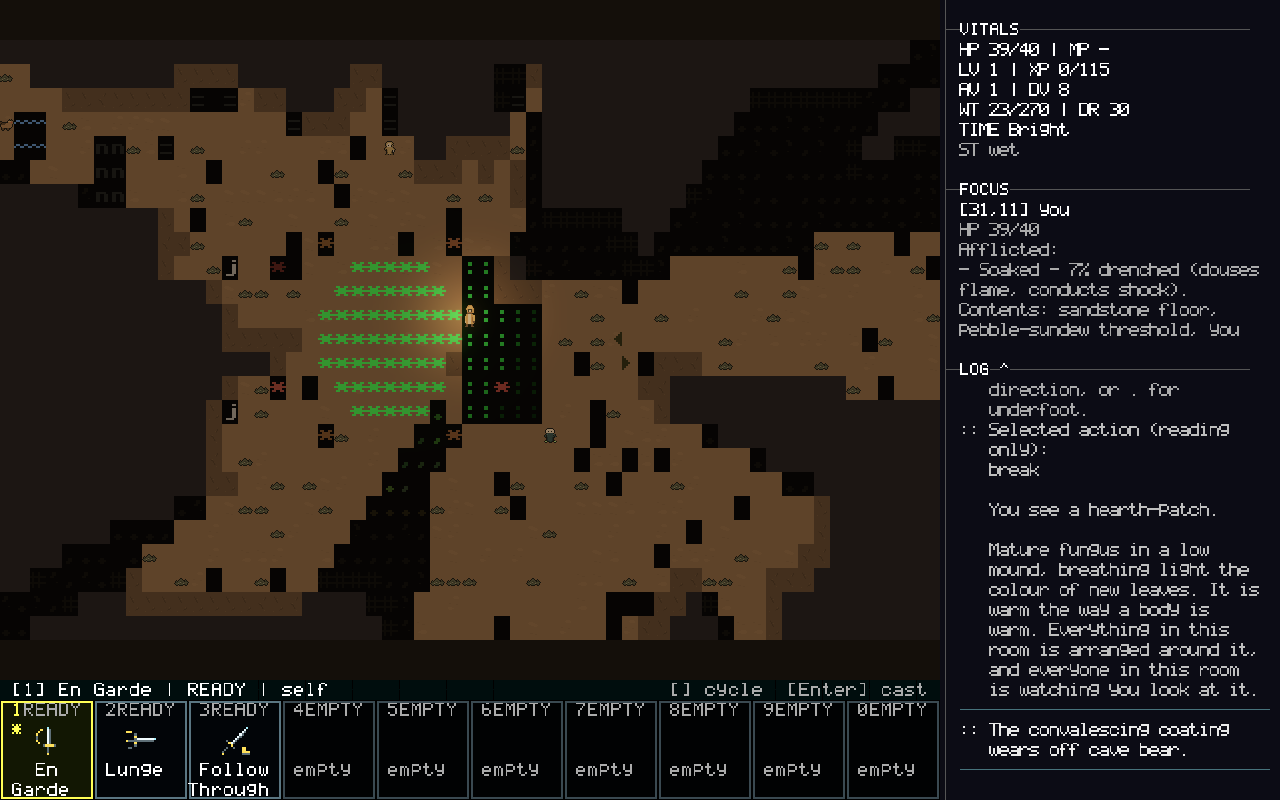 VITALS
HP 39/40 | MP -
LV 1 | XP 0/115
AV 1 | DV 8
WT 23/270 | DR 30
TIME Bright
ST wet
FOCUS
[31,11] You
HP 39/40
Afflicted:
- Soaked - 7% drenched (douses
flame, conducts shock).
Contents: sandstone floor,
Pebble-sundew threshold, You
LOG ^
direction, or . for
underfoot.
:: Selected action (reading
only):
break
You see a hearth-Patch.
Mature fungus in a low
mound, breathing light the
colour of new leaves. It is
warm the way a body is
warm. Everything in this
room is arranged around it,
and everyone in this room
is watching you look at it.
:: The convalescing coating
wears off cave bear.
j
j
[1] En Garde | READY | self
[] cycle [Enter] cast
1READY 2READY 3READY 4EMPTY 5EMPTY 6EMPTY 7EMPTY 8EMPTY 9EMPTY 0EMPTY
*
En Garde
Lunge
Follow Through
empty empty empty empty empty empty empty